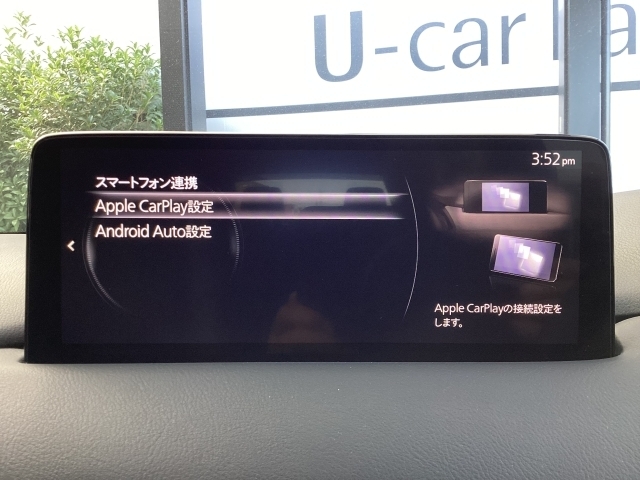 U-car
3:52 pm
スマートフォン連携
Apple CarPlay設定
Android Auto設定
Apple CarPlayの接続設定を
します。